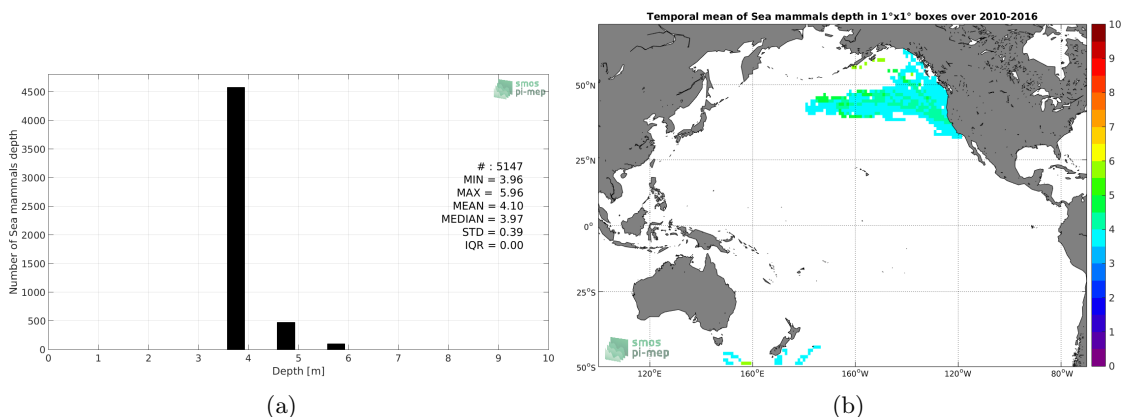 4500
4000
3500
3000
2500
2000
1500
1000
500
0
Number of Sea mammals depth
smos
pi-mep
# : 5147
MIN = 3.96
MAX = 5.96
MEAN = 4.10
MEDIAN = 3.97
STD = 0.39
IQR = 0.00
0 1 2 3 4 5 6 7 8 9 10
Depth [m]
(a)
Temporal mean of Sea mammals depth in 1°x1° boxes over 2010-2016
50°N
25°N
0°
25°S
50°S
smos
pi-mep
120°E 160°E 160°W 120°W 80°W
10
9
8
7
6
5
4
3
2
1
0
(b)